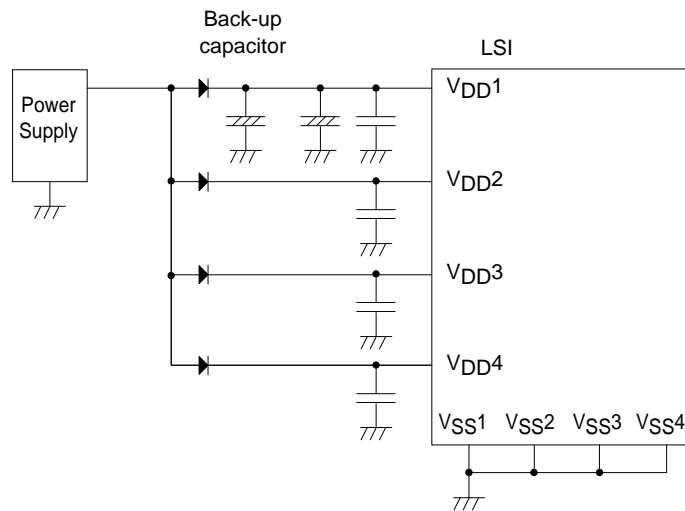 Back-up
capacitor
LSI
Power
Supply
VDD1
VDD2
VDD3
VDD4
VSS1 VSS2 VSS3 VSS4